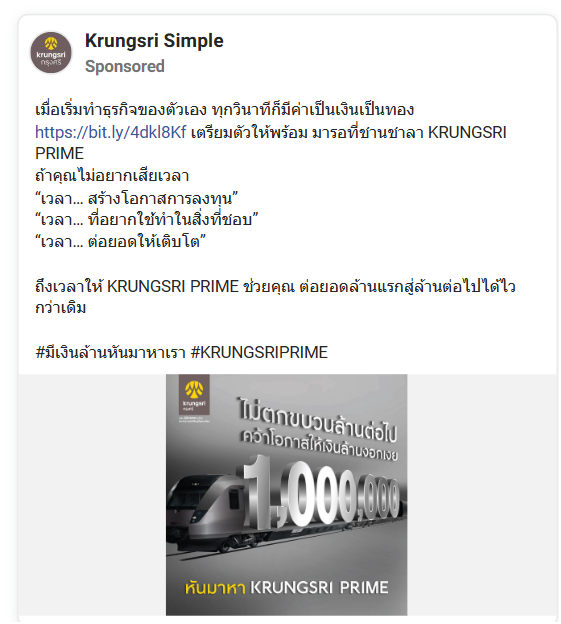 krungsri
กรุงศรี
Krungsri Simple
Sponsored
เมื่อเริ่มทำธุรกิจของตัวเอง ทุกวินาทีก็มีค่าเป็นเงินเป็นทอง
https://bit.ly/4dkl8Kf เตรียมตัวให้พร้อม มารอที่ชานชาลา KRUNGSRI
PRIME
ถ้าคุณไม่อยากเสียเวลา
“เวลา... สร้างโอกาสการลงทุน”
“เวลา... ที่อยากใช้ทำในสิ่งที่ชอบ”
“เวลา... ต่อยอดให้เติบโต”
ถึงเวลาให้ KRUNGSRI PRIME ช่วยคุณ ต่อยอดล้านแรกสู่ล้านต่อไปได้ไว
กว่าเดิม
#มีเงินล้านหันมาหาเรา #KRUNGSRIPRIME
krungsri
กรุงศรี
ไม่ตกขบวนล้านต่อไป
คว้าโอกาสให้เงินล้านงอกเงย
1,000,000
หันมาหา KRUNGSRI PRIME